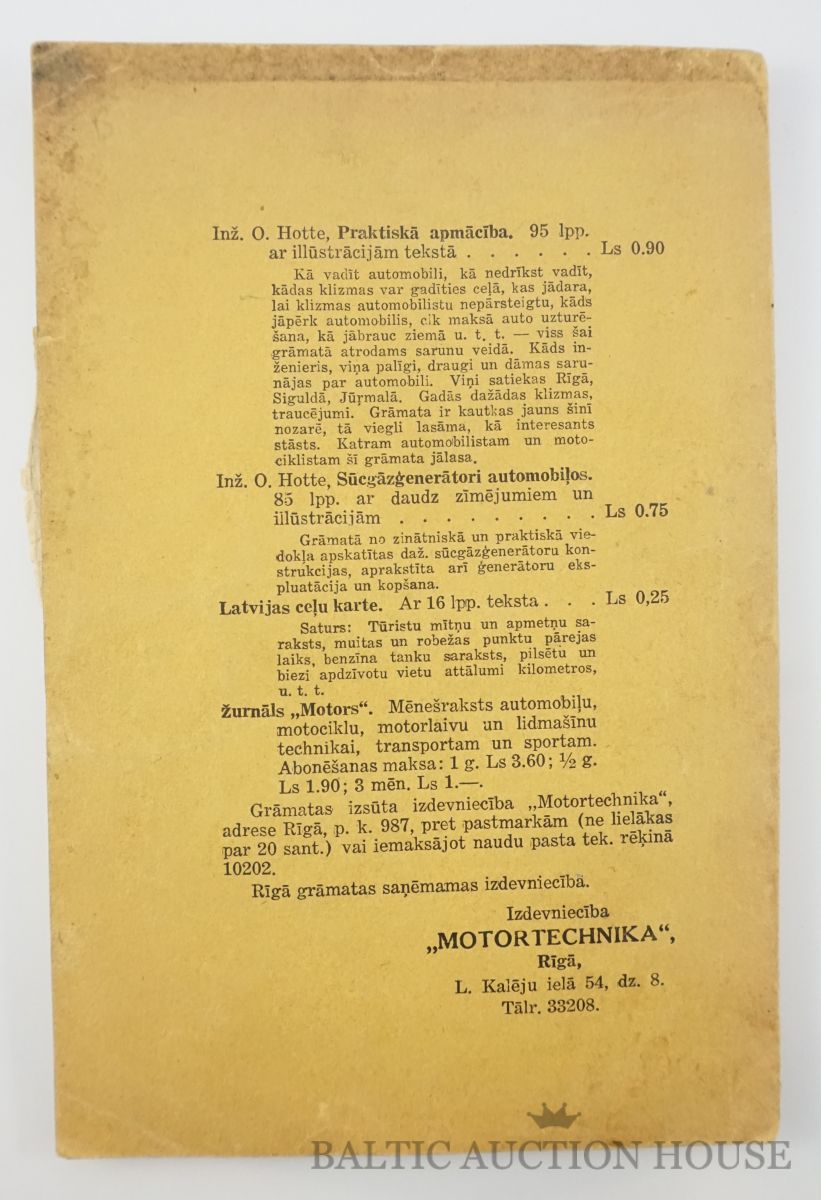 Inž. O. Hotte, Praktiskā apmācība. 95 lpp.
ar illūstrācijām tekstā . . . . . . Ls 0.90
Kā vadīt automobili, kā nedrīkst vadīt,
kādas klizmas var gadīties ceļā, kas jādara,
lai klizmas automobilistu nepārsteigtu, kāds
jāpērk automobilis, cik maksā auto uzturē-
šana, kā jābrauc ziemā u. t. t. — viss šai
grāmatā atrodams sarunu veidā. Kāds in-
ženieris, viņa palīgi, draugi un dāmas saru-
nājas par automobili. Viņi satiekas Rīgā,
Siguldā, Jūrmalā. Gadās dažādas klizmas,
traucējumi. Grāmata ir kautkas jauns šinī
nozarē, tā viegli lasāma, kā interesants
stāsts. Katram automobilistam un moto-
ciklistam šī grāmata jālasa.
Inž. O. Hotte, Sūcgāzģenerātori automobiļos.
85 lpp. ar daudz zīmējumiem un
illūstrācijām . . . . . . . . . . Ls 0.75
Grāmatā no zinātniskā un praktiskā vie-
dokļa apskatītas daž. sūcgāzģenerātoru kon-
strukcijas, aprakstīta arī ģenerātoru eks-
pluatācija un kopšana.
Latvijas ceļu karte. Ar 16 lpp. teksta . . . Ls 0,25
Saturs: Tūristu mītņu un apmetņu sa-
raksts, muitas un robežas punktu pārejas
laiks, benzīna tanku saraksts, pilsētu un
biezi apdzīvotu vietu attālumi kilometros,
u. t. t.
Žurnāls „Motors“. Mēnešraksts automobiļu,
motociklu, motorlaivu un lidmašīnu
technikai, transportam un sportam.
Abonēšanas maksa: 1 g. Ls 3.60; ½ g.
Ls 1.90; 3 mēn. Ls 1.—.
Grāmatas izsūta izdevniecība „Motortechnika“,
adrese Rīgā, p. k. 987, pret pastmarkām (ne lielākas
par 20 sant.) vai iemaksājot naudu pasta tek. rēķinā
10202.
Rīgā grāmatas saņēmamas izdevniecībā.
Izdevniecība
„MOTORTECHNIKA“,
Rīgā,
L. Kalēju ielā 54, dz. 8.
Tālr. 33208.
BALTIC AUCTION HOUSE